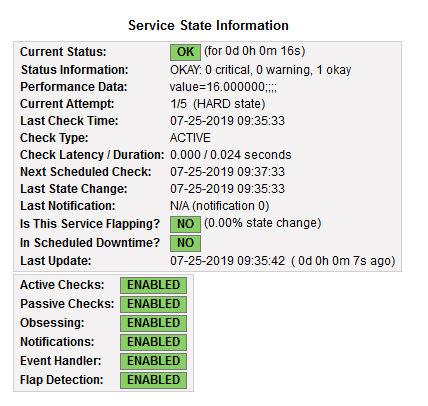 Service State Information
Current Status: OK (for 0d 0h 0m 16s)
Status Information: OKAY: 0 critical, 0 warning, 1 okay
Performance Data: value=16.000000;;;;
Current Attempt: 1/5 (HARD state)
Last Check Time: 07-25-2019 09:35:33
Check Type: ACTIVE
Check Latency / Duration: 0.000 / 0.024 seconds
Next Scheduled Check: 07-25-2019 09:37:33
Last State Change: 07-25-2019 09:35:33
Last Notification: N/A (notification 0)
Is This Service Flapping? NO (0.00% state change)
In Scheduled Downtime? NO
Last Update: 07-25-2019 09:35:42 ( 0d 0h 0m 7s ago)
Active Checks: ENABLED
Passive Checks: ENABLED
Obsessing: ENABLED
Notifications: ENABLED
Event Handler: ENABLED
Flap Detection: ENABLED